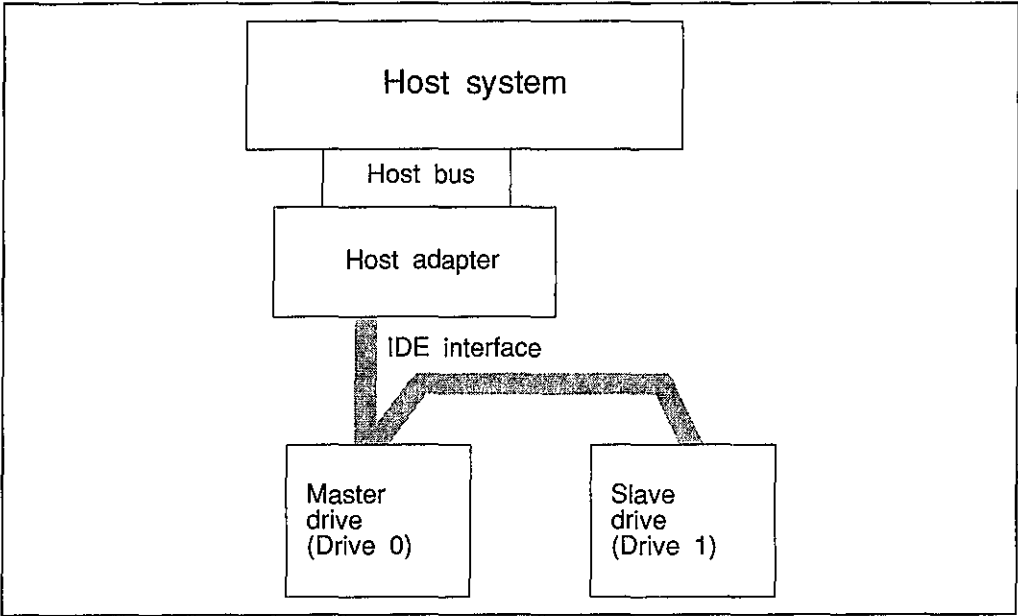 Host system
Host bus
Host adapter
IDE interface
Master
drive
(Drive 0)
Slave
drive
(Drive 1)